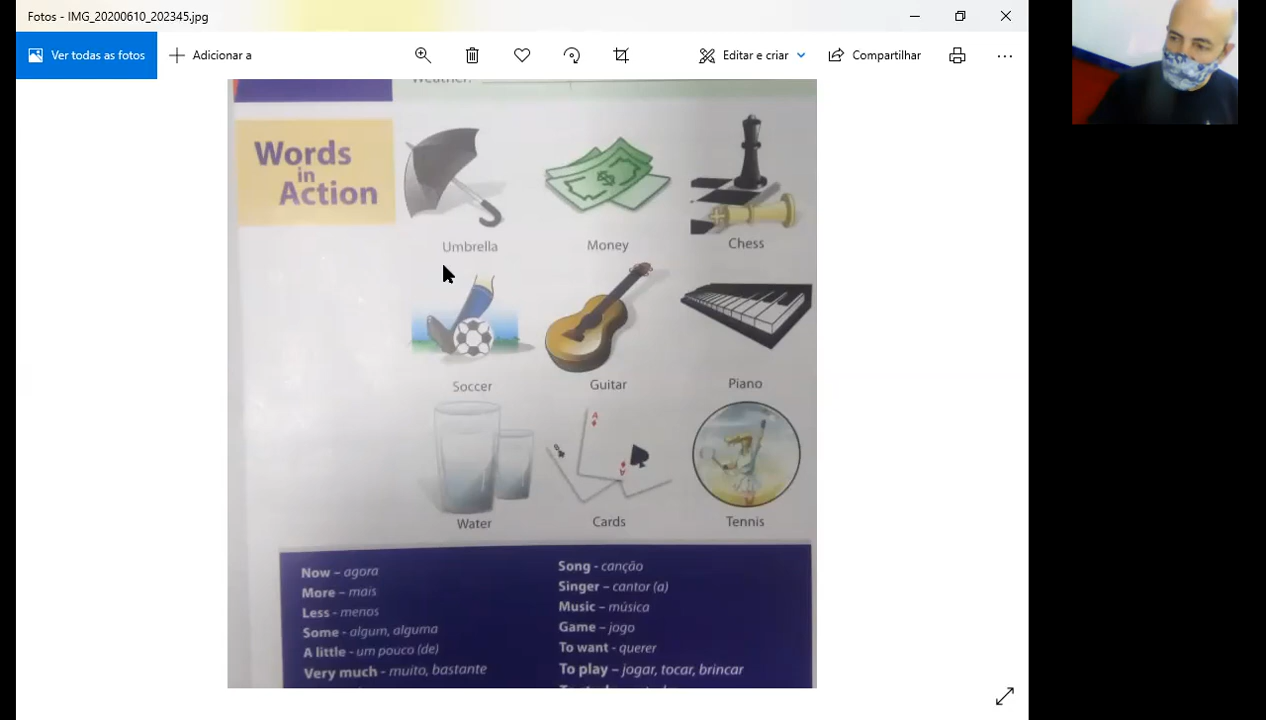 Fotos - IMG_20200610_202345.jpg
Ver todas as fotos
Adicionar a
Editar e criar
Compartilhar
Weather:
Words
in
Action
Umbrella
Money
Chess
Soccer
Guitar
Piano
Water
Cards
Tennis
Now – agora
More – mais
Less - menos
Some - algum, alguma
A little - um pouco (de)
Very much - muito, bastante
Song - canção
Singer – cantor (a)
Music – música
Game – jogo
To want - querer
To play – jogar, tocar, brincar